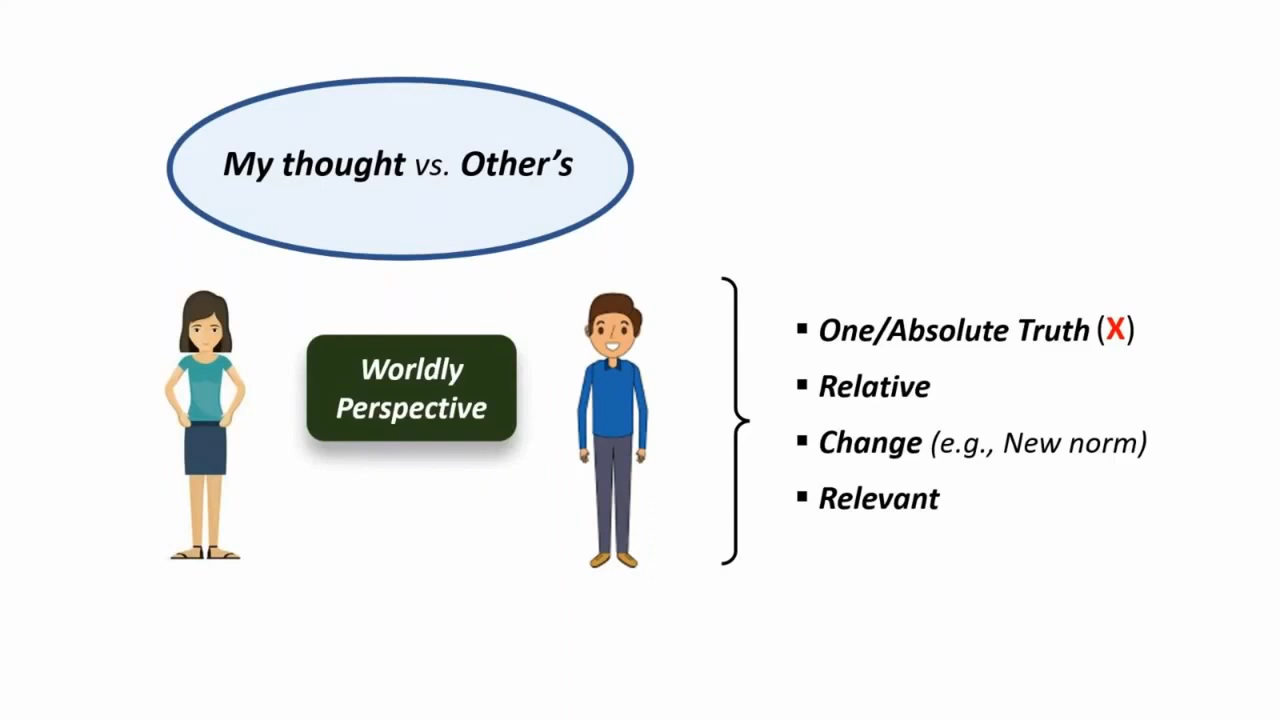 My thought vs. Other’s
Worldly
Perspective
▪ One/Absolute Truth (X)
▪ Relative
▪ Change (e.g., New norm)
▪ Relevant